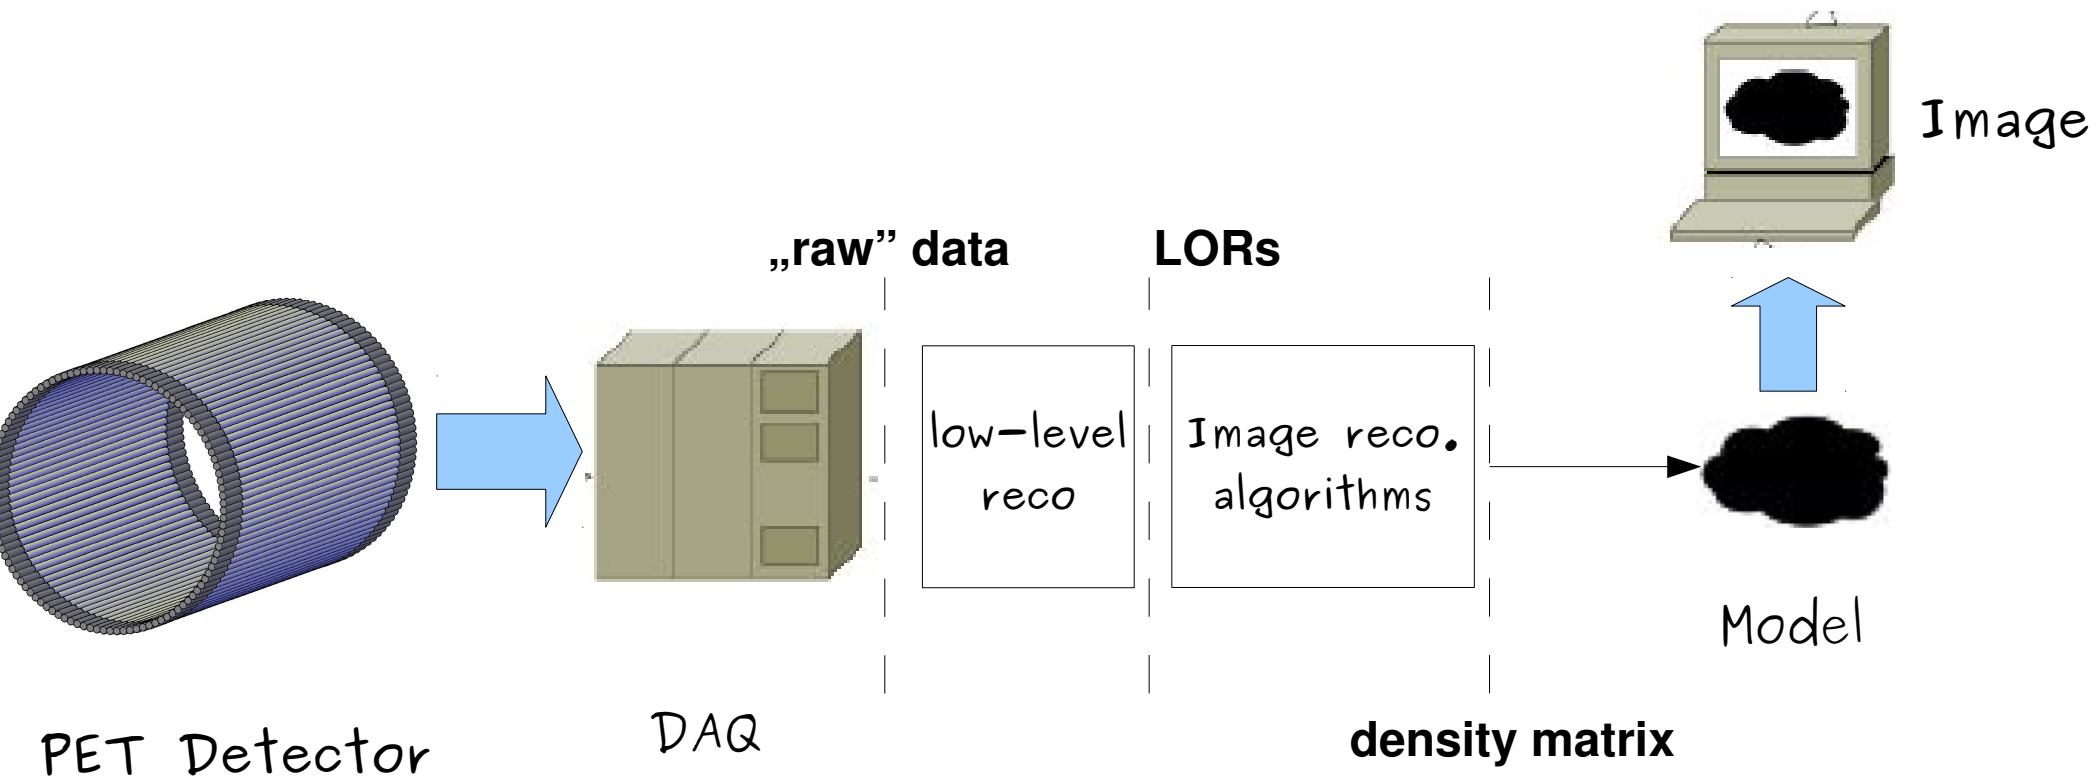 Image
„raw” data
LORs
low-level
reco
Image reco.
algorithms
Model
PET Detector
DAQ
density matrix